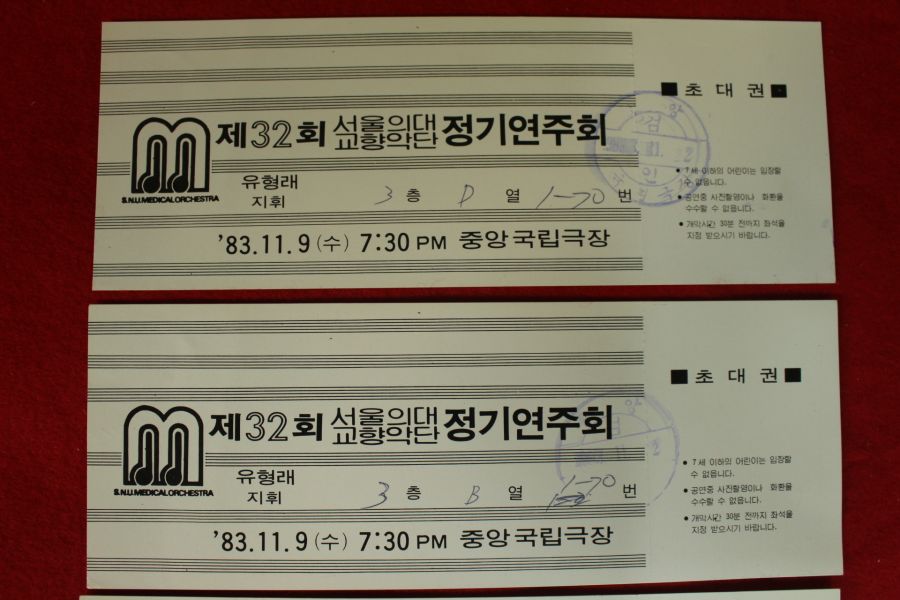 ■ 초 대 권 ■
제32회 서울의대 교향악단 정기연주회
S.N.U. MEDICAL ORCHESTRA
유형래
지휘
3 층 D 열 1-70 번
'83.11.9 (수) 7:30 PM 중앙국립극장
• 7세 이하의 어린이는 입장할
수 없읍니다.
• 공연중 사진촬영이나 화환을
수수할 수 없읍니다.
• 개막시간 30분 전까지 좌석을
지정 받으시기 바랍니다.
검
인
■ 초 대 권 ■
제32회 서울의대 교향악단 정기연주회
S.N.U. MEDICAL ORCHESTRA
유형래
지휘
3 층 B 열 1-70 번
'83.11.9 (수) 7:30 PM 중앙국립극장
• 7세 이하의 어린이는 입장할
수 없읍니다.
• 공연중 사진촬영이나 화환을
수수할 수 없읍니다.
• 개막시간 30분 전까지 좌석을
지정 받으시기 바랍니다.